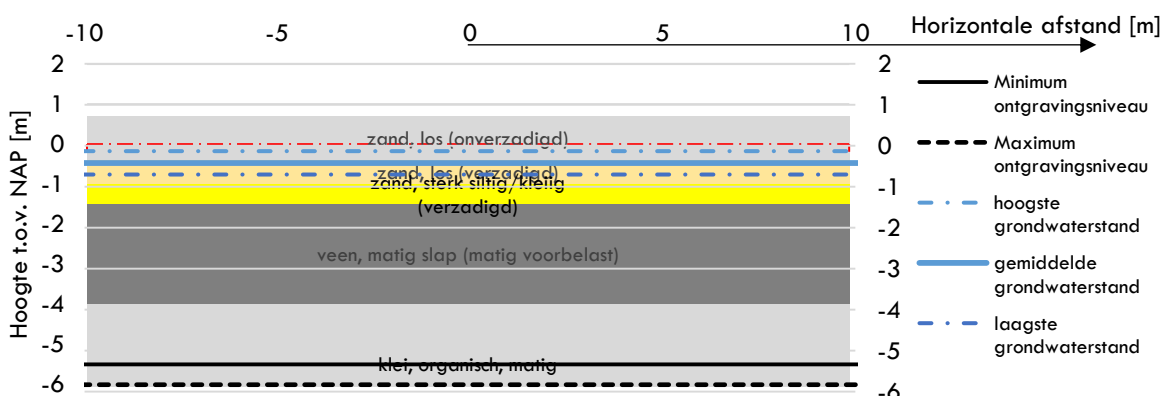 Horizontale afstand [m]
-10 -5 0 5 10
Hoogte t.o.v. NAP [m]
2 2
1 1
0 0
-1 -1
-2 -2
-3 -3
-4 -4
-5 -5
-6 -6
zand, los (onverzadigd)
zand, los (verzadigd)
zand, sterk siltig/kleiig
(verzadigd)
veen, matig slap (matig voorbelast)
klei, organisch, matig
Minimum
ontgravingsniveau
Maximum
ontgravingsniveau
hoogste
grondwaterstand
gemiddelde
grondwaterstand
laagste
grondwaterstand